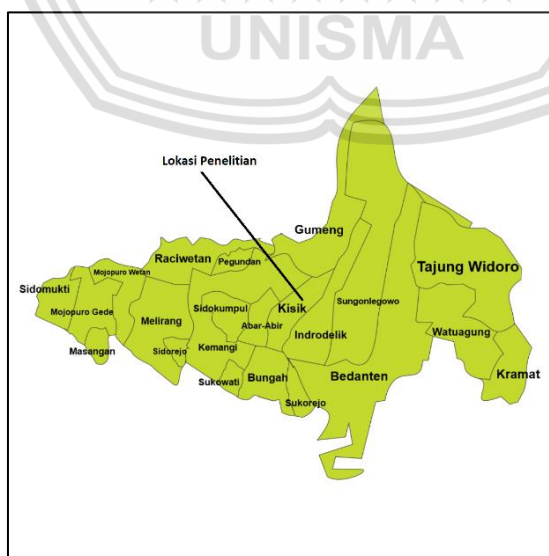 UNISMA
Lokasi Penelitian
Gumeng
Raciwetan
Pegundan
Tajung Widoro
Mojopuro Wetan
Sidomukti
Mojopuro Gede
Melirang
Sidokumpul
Kisik
Sungonlegowo
Abar-Abir
Indrodelik
Watuagung
Masangan
Sidorejo
Kemangi
Sukowati
Bungah
Bedanten
Kramat
Sukorejo